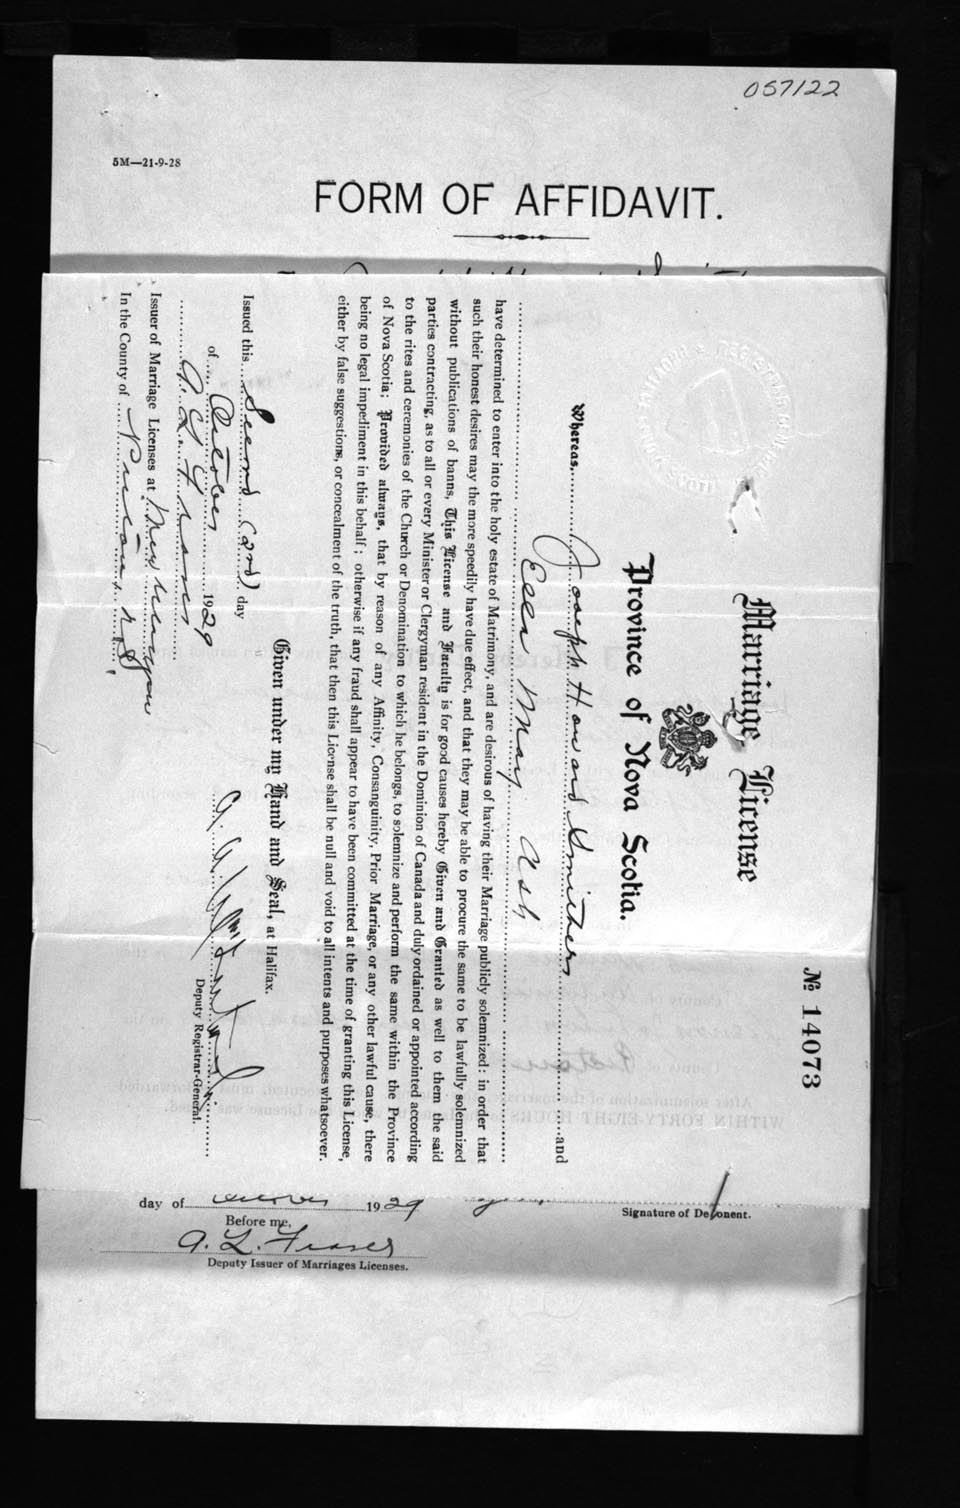 057122
5M—21-9-28
FORM OF AFFIDAVIT.
№ 14073
Marriage License
Province of Nova Scotia.
Whereas, Joseph Howard Smithers and
Ella May Ash
have determined to enter into the holy estate of Matrimony, and are desirous of having their Marriage publicly solemnized: in order that
such their honest desires may the more speedily have due effect, and that they may be able to procure the same to be lawfully solemnized
without publications of banns, This License and Faculty is for good causes hereby Given and Granted as well to them the said
parties contracting, as to all or every Minister or Clergyman resident in the Dominion of Canada and duly ordained or appointed according
to the rites and ceremonies of the Church or Denomination to which he belongs, to solemnize and perform the same within the Province
of Nova Scotia; Provided always, that by reason of any Affinity, Consanguinity, Prior Marriage, or any other lawful cause, there
being no legal impediment in this behalf; otherwise if any fraud shall appear to have been committed at the time of granting this License,
either by false suggestions, or concealment of the truth, that then this License shall be null and void to all intents and purposes whatsoever.
Given under my Hand and Seal, at Halifax.
Deputy Registrar-General.
Issued this Second (2nd) day
of October 1929
A. L. Fraser
Issuer of Marriage Licenses at New Glasgow
In the County of Pictou, N.S.
day of October 1929
Signature of Deponent.
Before me,
A. L. Fraser
Deputy Issuer of Marriages Licenses.